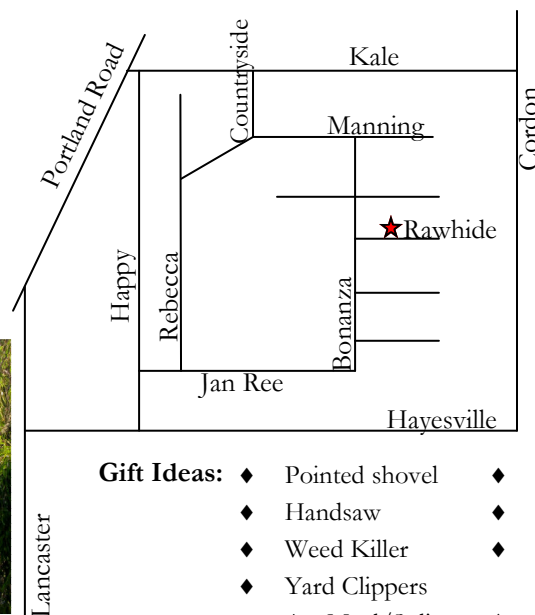 Portland Road
Countryside
Kale
Manning
Cordon
Rawhide
Happy
Rebecca
Bonanza
Jan Ree
Hayesville
Lancaster
Gift Ideas:
♦ Pointed shovel ♦
♦ Handsaw ♦
♦ Weed Killer ♦
♦ Yard Clippers